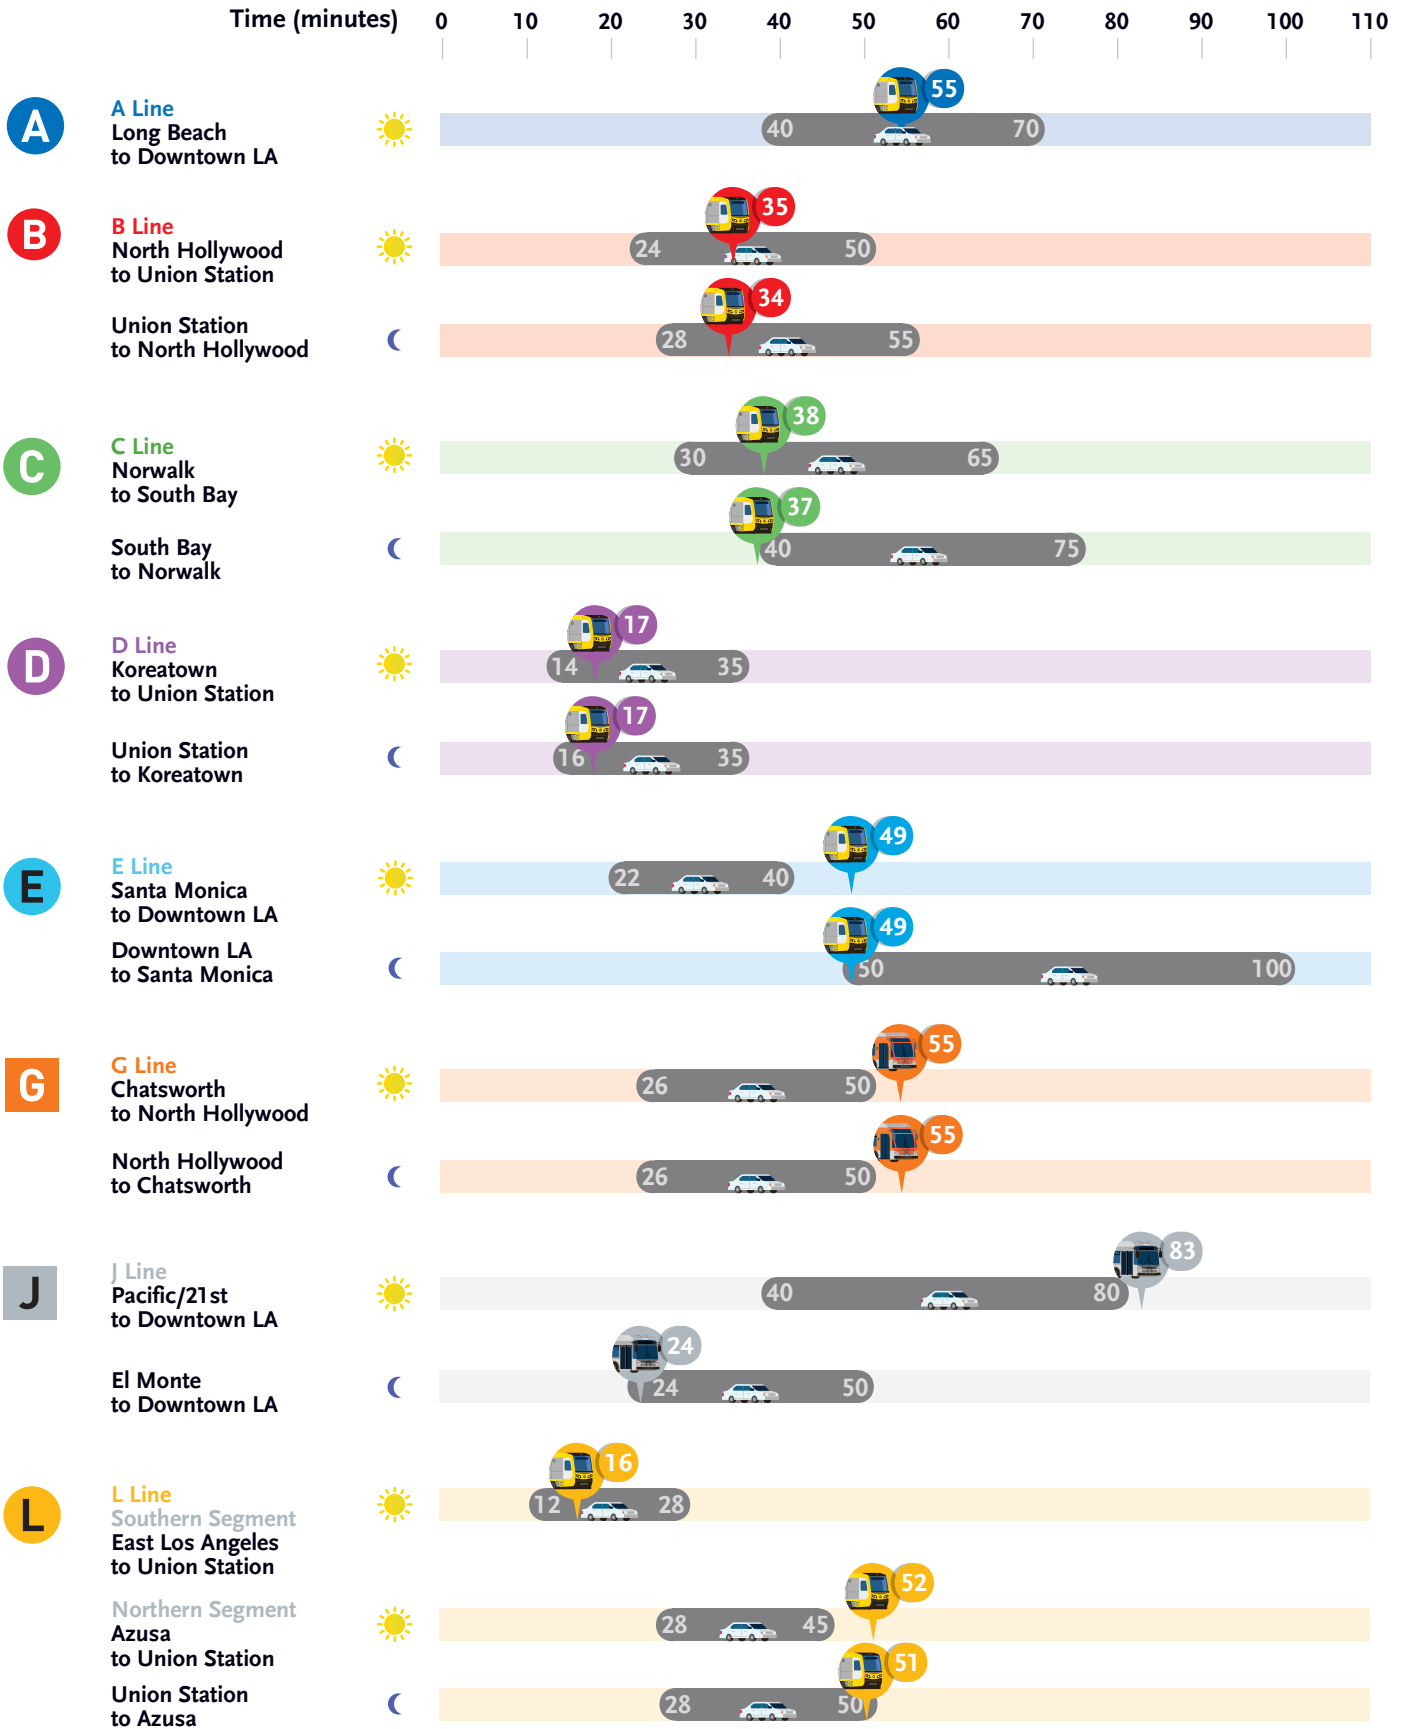 Time (minutes) 0 10 20 30 40 50 60 70 80 90 100 110
55
A
A Line
Long Beach
to Downtown LA
40 70
35
B
B Line
North Hollywood
to Union Station
24 50
34
Union Station
to North Hollywood
28 55
38
C
C Line
Norwalk
to South Bay
30 65
37
South Bay
to Norwalk
40 75
17
D
D Line
Koreatown
to Union Station
14 35
17
Union Station
to Koreatown
16 35
49
E
E Line
Santa Monica
to Downtown LA
22 40
49
Downtown LA
to Santa Monica
50 100
55
G
G Line
Chatsworth
to North Hollywood
26 50
55
North Hollywood
to Chatsworth
26 50
83
J
J Line
Pacific/21st
to Downtown LA
40 80
24
El Monte
to Downtown LA
24 50
16
L
L Line
Southern Segment
East Los Angeles
to Union Station
12 28
52
Northern Segment
Azusa
to Union Station
28 45
51
Union Station
to Azusa
28 50